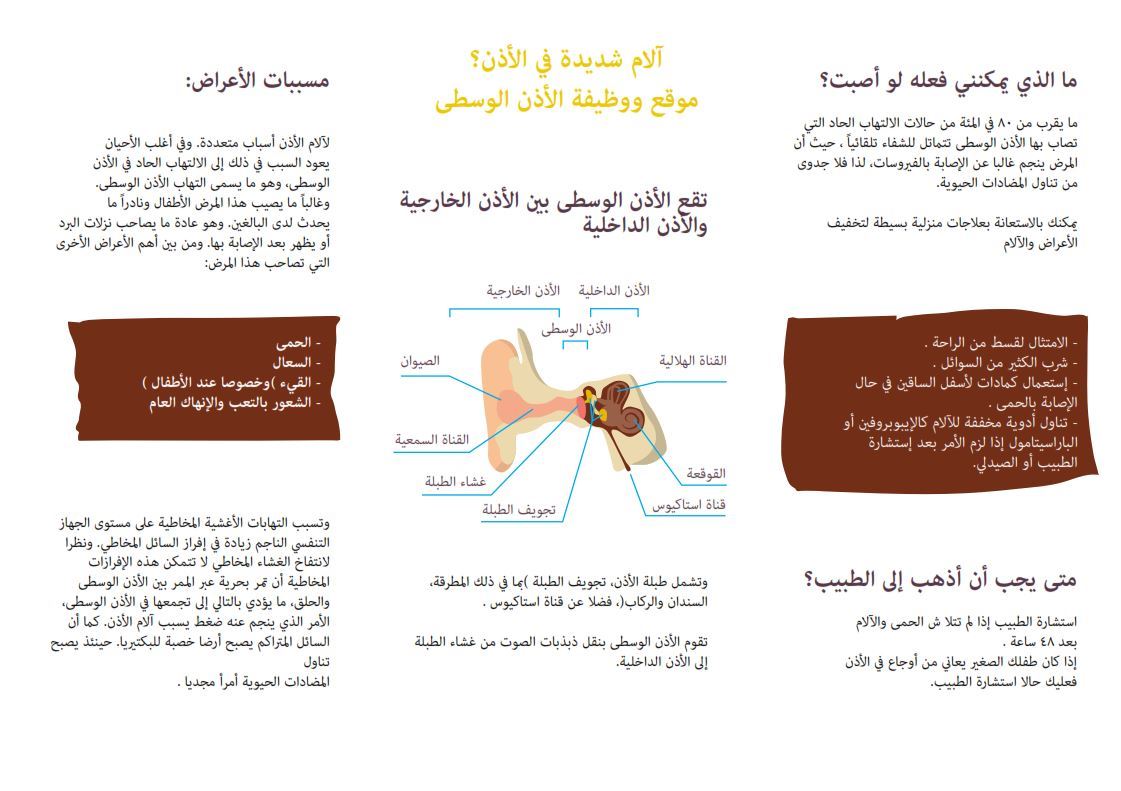 ما الذي يمكنني فعله لو أصبت؟
ما يقرب من ٨٠ في المئة من حالات الالتهاب الحاد التي
تصاب بها الأذن الوسطى تتماثل للشفاء تلقائياً ، حيث أن
المرض ينجم غالبا عن الإصابة بالفيروسات، لذا فلا جدوى
من تناول المضادات الحيوية.
يمكنك بالاستعانة بعلاجات منزلية بسيطة لتخفيف
الأعراض والآلام
- الامتثال لقسط من الراحة .
- شرب الكثير من السوائل .
- إستعمال كمادات لأسفل الساقين في حال
الإصابة بالحمى .
- تناول أدوية مخففة للآلام كالإيبوبروفين أو
الباراسيتامول إذا لزم الأمر بعد إستشارة
الطبيب أو الصيدلي.
متى يجب أن أذهب إلى الطبيب؟
استشارة الطبيب إذا لم تتلا ش الحمى والآلام
بعد ٤٨ ساعة .
إذا كان طفلك الصغير يعاني من أوجاع في الأذن
فعليك حالا استشارة الطبيب.
آلام شديدة في الأذن؟
موقع ووظيفة الأذن الوسطى
تقع الأذن الوسطى بين الأذن الخارجية
والأذن الداخلية
الأذن الداخلية
الأذن الخارجية
الأذن الوسطى
القناة الهلالية
الصيوان
القناة السمعية
القوقعة
غشاء الطبلة
قناة استاكيوس
تجويف الطبلة
وتشمل طبلة الأذن، تجويف الطبلة )بما في ذلك المطرقة،
السندان والركاب(، فضلا عن قناة استاكيوس .
تقوم الأذن الوسطى بنقل ذبذبات الصوت من غشاء الطبلة
إلى الأذن الداخلية.
مسببات الأعراض:
لآلام الأذن أسباب متعددة. وفي أغلب الأحيان
يعود السبب في ذلك إلى الالتهاب الحاد في الأذن
الوسطى، وهو ما يسمى التهاب الأذن الوسطى.
وغالباً ما يصيب هذا المرض الأطفال ونادراً ما
يحدث لدى البالغين. وهو عادة ما يصاحب نزلات البرد
أو يظهر بعد الإصابة بها. ومن بين أهم الأعراض الأخرى
التي تصاحب هذا المرض:
- الحمى
- السعال
- القيء )وخصوصا عند الأطفال )
- الشعور بالتعب والإنهاك العام
وتسبب التهابات الأغشية المخاطية على مستوى الجهاز
التنفسي الناجم زيادة في إفراز السائل المخاطي. ونظرا
لانتفاخ الغشاء المخاطي لا تتمكن هذه الإفرازات
المخاطية أن تمر بحرية عبر الممر بين الأذن الوسطى
والحلق، ما يؤدي بالتالي إلى تجمعها في الأذن الوسطى،
الأمر الذي ينجم عنه ضغط يسبب آلام الأذن. كما أن
السائل المتراكم يصبح أرضا خصبة للبكتيريا. حينئذ يصبح
تناول
المضادات الحيوية أمراً مجديا .